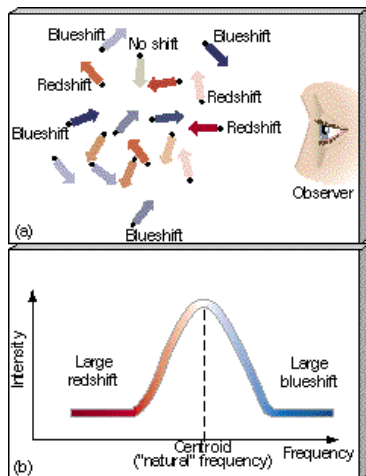 Blueshift
No shift
Blueshift
Redshift
Redshift
Blueshift
Redshift
Observer
Blueshift
(a)
Intensity
Large
redshift
Large
blueshift
Centroid
("natural" frequency)
Frequency
(b)